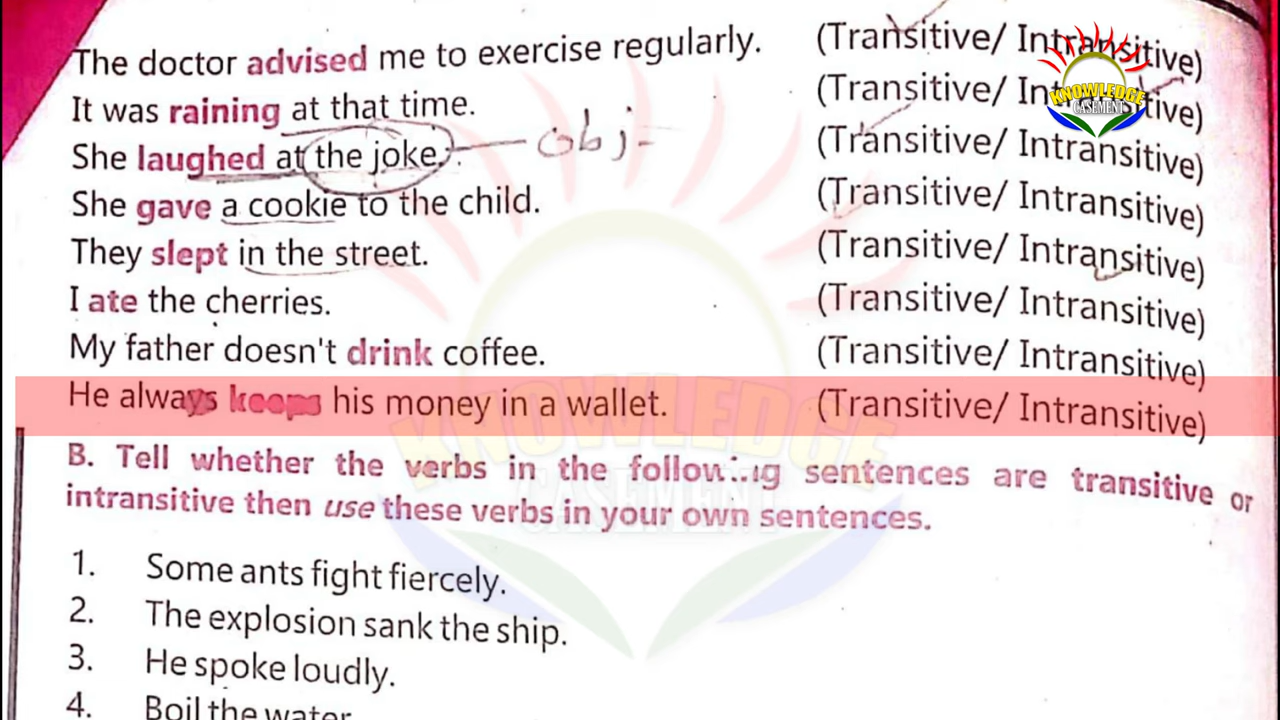 The doctor advised me to exercise regularly. (Transitive/ Intransitive)
It was raining at that time. (Transitive/ Intransitive)
She laughed at the joke. (Transitive/ Intransitive)
She gave a cookie to the child. (Transitive/ Intransitive)
They slept in the street. (Transitive/ Intransitive)
I ate the cherries. (Transitive/ Intransitive)
My father doesn't drink coffee. (Transitive/ Intransitive)
He always keeps his money in a wallet. (Transitive/ Intransitive)
B. Tell whether the verbs in the following sentences are transitive or
intransitive then use these verbs in your own sentences.
1. Some ants fight fiercely.
2. The explosion sank the ship.
3. He spoke loudly.
4. Boil the water
KNOWLEDGE
CASEMENT
KNOWLEDGE
CASEMENT